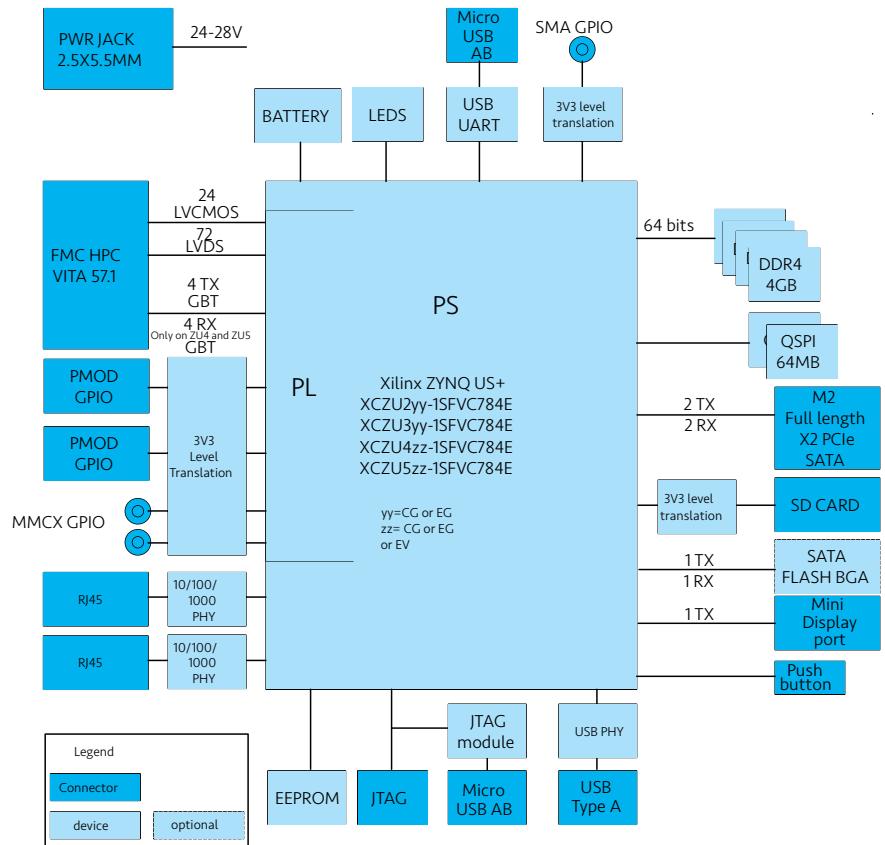 PWR JACK
2.5X5.5MM
24-28V
Micro
USB
AB
SMA GPIO
BATTERY
LEDS
USB
UART
3V3 level
translation
FMC HPC
VITA 57.1
24
LVCMOS
72
LVDS
4 TX
GBT
4 RX
Only on ZU4 and ZU5
GBT
PMOD
GPIO
PMOD
GPIO
3V3
Level
Translation
MMCX GPIO
RJ45
10/100/
1000
PHY
RJ45
10/100/
1000
PHY
PS
PL
Xilinx ZYNQ US+
XCZU2yy-1SFVC784E
XCZU3yy-1SFVC784E
XCZU4zz-1SFVC784E
XCZU5zz-1SFVC784E
yy=CG or EG
zz= CG or EG
or EV
64 bits
DDR4
4GB
QSPI
64MB
2 TX
2 RX
M2
Full length
X2 PCIe
SATA
3V3 level
translation
SD CARD
1 TX
1 RX
SATA
FLASH BGA
1 TX
Mini
Display
port
Push
button
JTAG
module
USB PHY
EEPROM
JTAG
Micro
USB AB
USB
Type A
Legend
Connector
device
optional